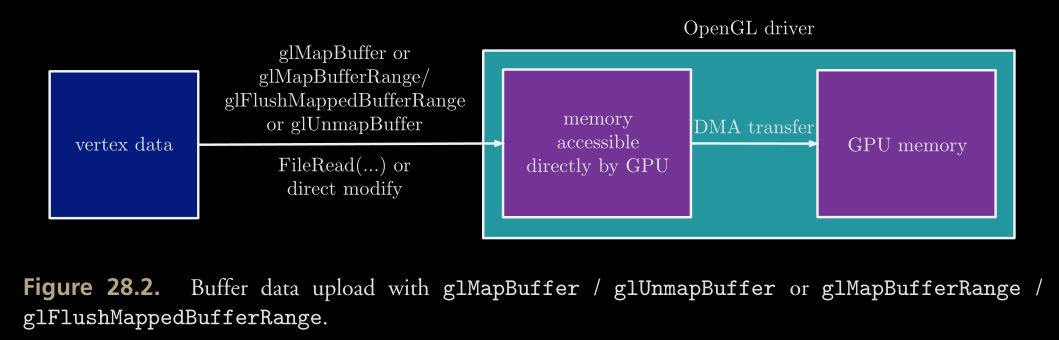 OpenGL driver
glMapBuffer or
glMapBufferRange/
glFlushMappedBufferRange
or glUnmapBuffer
vertex data
FileRead(...) or
direct modify
memory
accessible
directly by GPU
DMA transfer
GPU memory
Figure 28.2. Buffer data upload with glMapBuffer / glUnmapBuffer or glMapBufferRange /
glFlushMappedBufferRange.